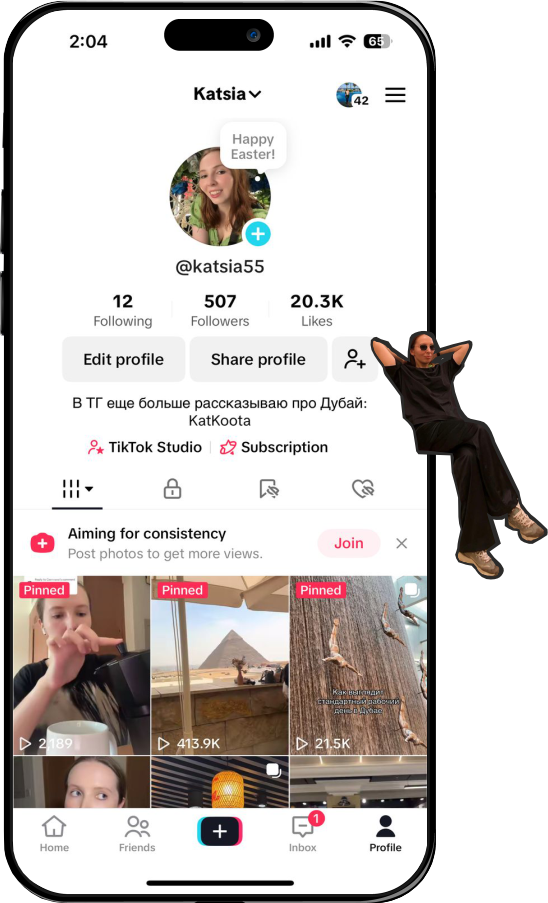 2:04
65
Katsia
42
Happy
Easter!
@katsia55
12 507 20.3K
Following Followers Likes
Edit profile Share profile
В ТГ еще больше рассказываю про Дубай:
KatKoota
TikTok Studio Subscription
Aiming for consistency
Post photos to get more views.
Join
Pinned Pinned Pinned
Как выглядит
стандартный рабочий
день в Дубае
2,189 413.9K 21.5K
1
Home Friends Inbox Profile